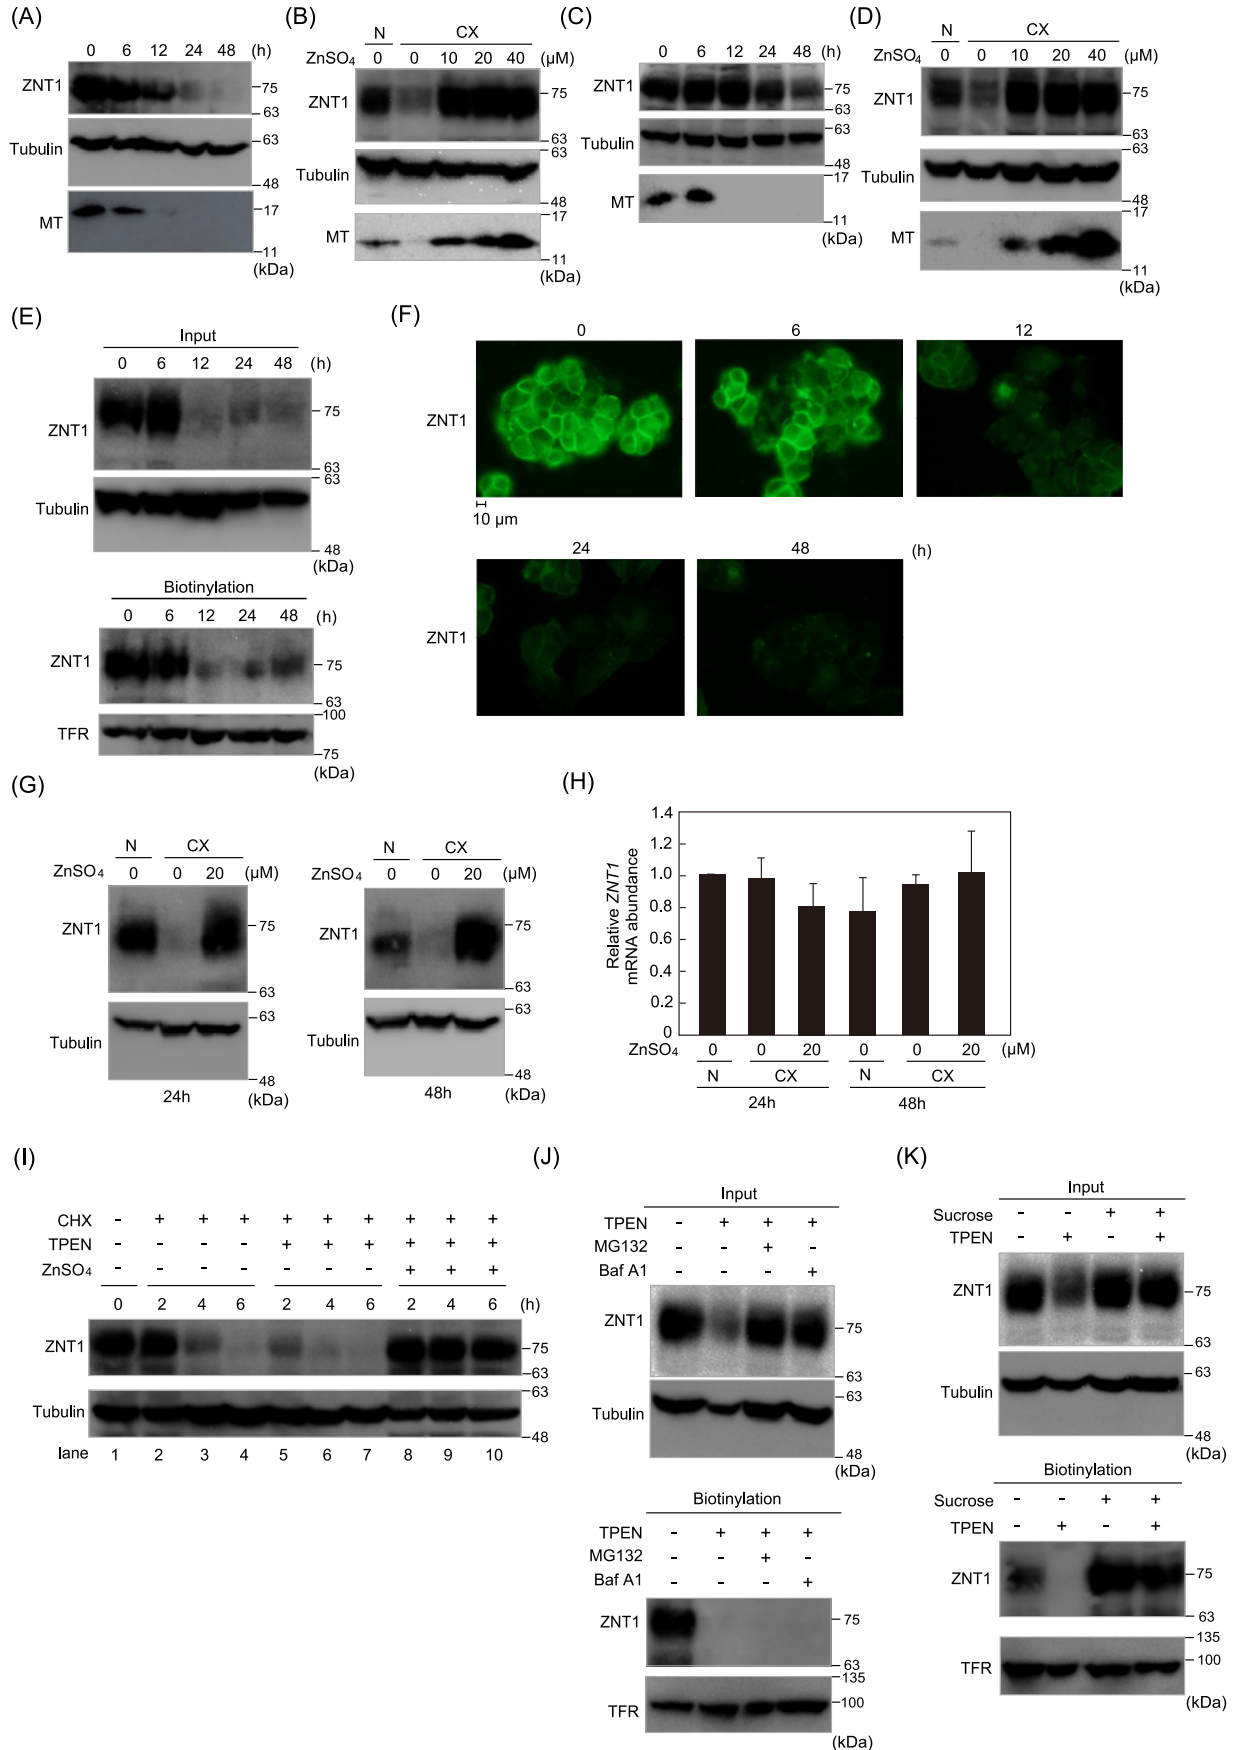 (A)
0 6 12 24 48 (h)
ZNT1
75
63
Tubulin
63
48
MT
17
11
(kDa)
(B)
N CX
ZnSO₄ 0 0 10 20 40 (μM)
ZNT1
75
63
Tubulin
63
48
MT
17
11
(kDa)
(C)
0 6 12 24 48 (h)
ZNT1
75
63
Tubulin
63
48
MT
17
11
(kDa)
(D)
N CX
ZnSO₄ 0 0 10 20 40 (μM)
ZNT1
75
63
Tubulin
63
48
MT
17
11
(kDa)
(E)
Input
0 6 12 24 48 (h)
ZNT1
75
63
Tubulin
63
48
(kDa)
Biotinylation
0 6 12 24 48 (h)
ZNT1
75
63
TFR
100
75
(kDa)
(F)
0 6 12
ZNT1
10 μm
24 48 (h)
ZNT1
(G)
N CX
ZnSO₄ 0 0 20 (μM)
ZNT1
75
63
Tubulin
63
48
24h (kDa)
N CX
ZnSO₄ 0 0 20 (μM)
ZNT1
75
63
Tubulin
63
48
48h (kDa)
(H)
Relative ZNT1
mRNA abundance
1.4
1.2
1.0
0.8
0.6
0.4
0.2
0
ZnSO₄ 0 0 20 0 0 20 (μM)
N CX N CX
24h 48h
(I)
CHX - + + + + + + + + +
TPEN - - - - + + + + + +
ZnSO₄ - - - - - - - + + +
0 2 4 6 2 4 6 2 4 6 (h)
ZNT1
75
63
Tubulin
63
48
lane 1 2 3 4 5 6 7 8 9 10
(J)
Input
TPEN - + + +
MG132 - - + -
Baf A1 - - - +
ZNT1
75
63
Tubulin
63
48
(kDa)
Biotinylation
TPEN - + + +
MG132 - - + -
Baf A1 - - - +
ZNT1
75
63
TFR
135
100
(kDa)
(K)
Input
Sucrose - - + +
TPEN - + - +
ZNT1
75
63
Tubulin
63
48
(kDa)
Biotinylation
Sucrose - - + +
TPEN - + - +
ZNT1
75
63
TFR
135
100
(kDa)